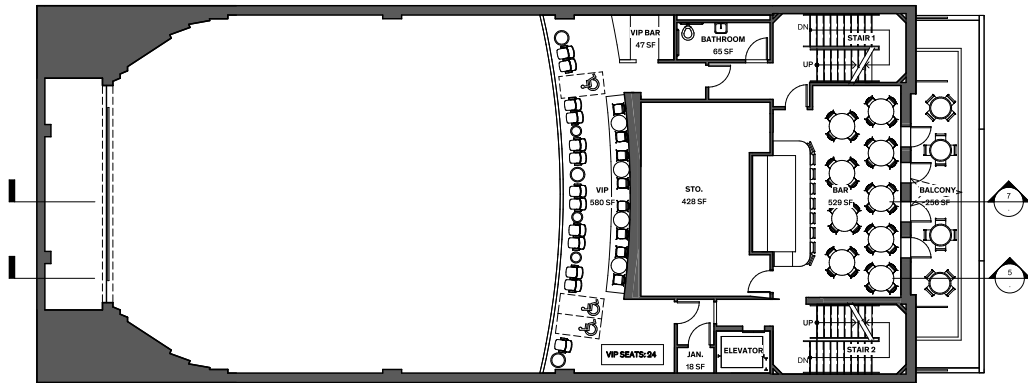 DN
STAIR 1
UP
VIP BAR
47 SF
BATHROOM
65 SF
VIP
580 SF
STO.
428 SF
BAR
529 SF
BALCONY
256 SF
7
-
5
-
VIP SEATS: 24
JAN.
18 SF
ELEVATOR
UP
STAIR 2
DN